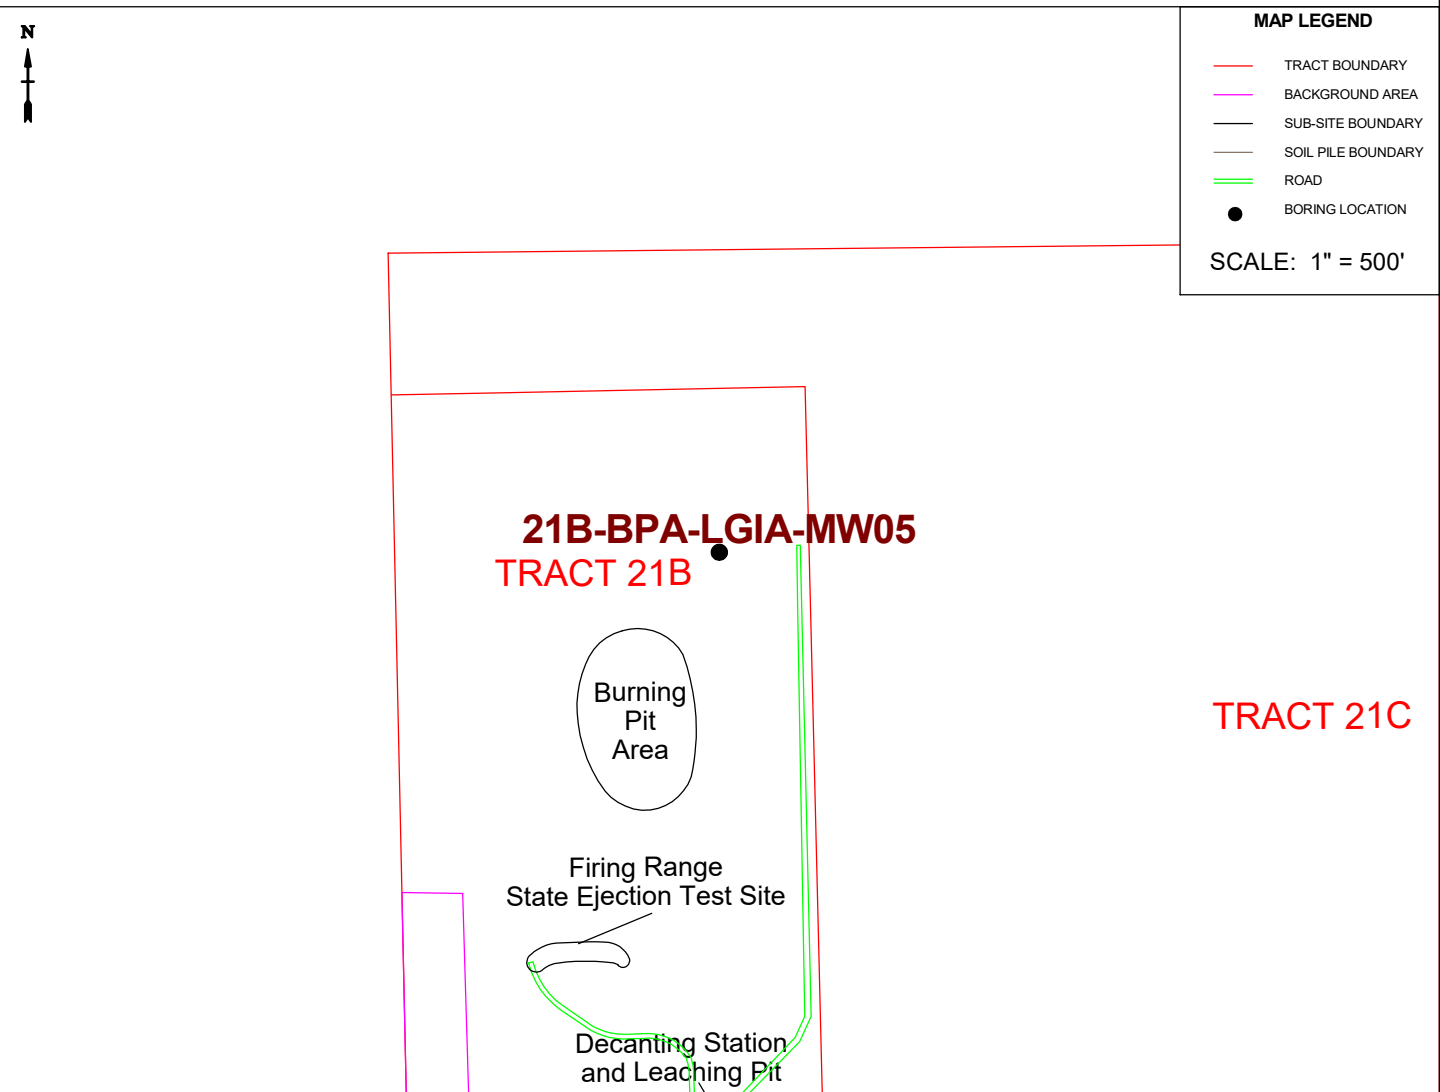 N
MAP LEGEND
TRACT BOUNDARY
BACKGROUND AREA
SUB-SITE BOUNDARY
SOIL PILE BOUNDARY
ROAD
BORING LOCATION
SCALE: 1" = 500'
21B-BPA-LGIA-MW05
TRACT 21B
Burning
Pit
Area
TRACT 21C
Firing Range
State Ejection Test Site
Decanting Station
and Leaching Pit